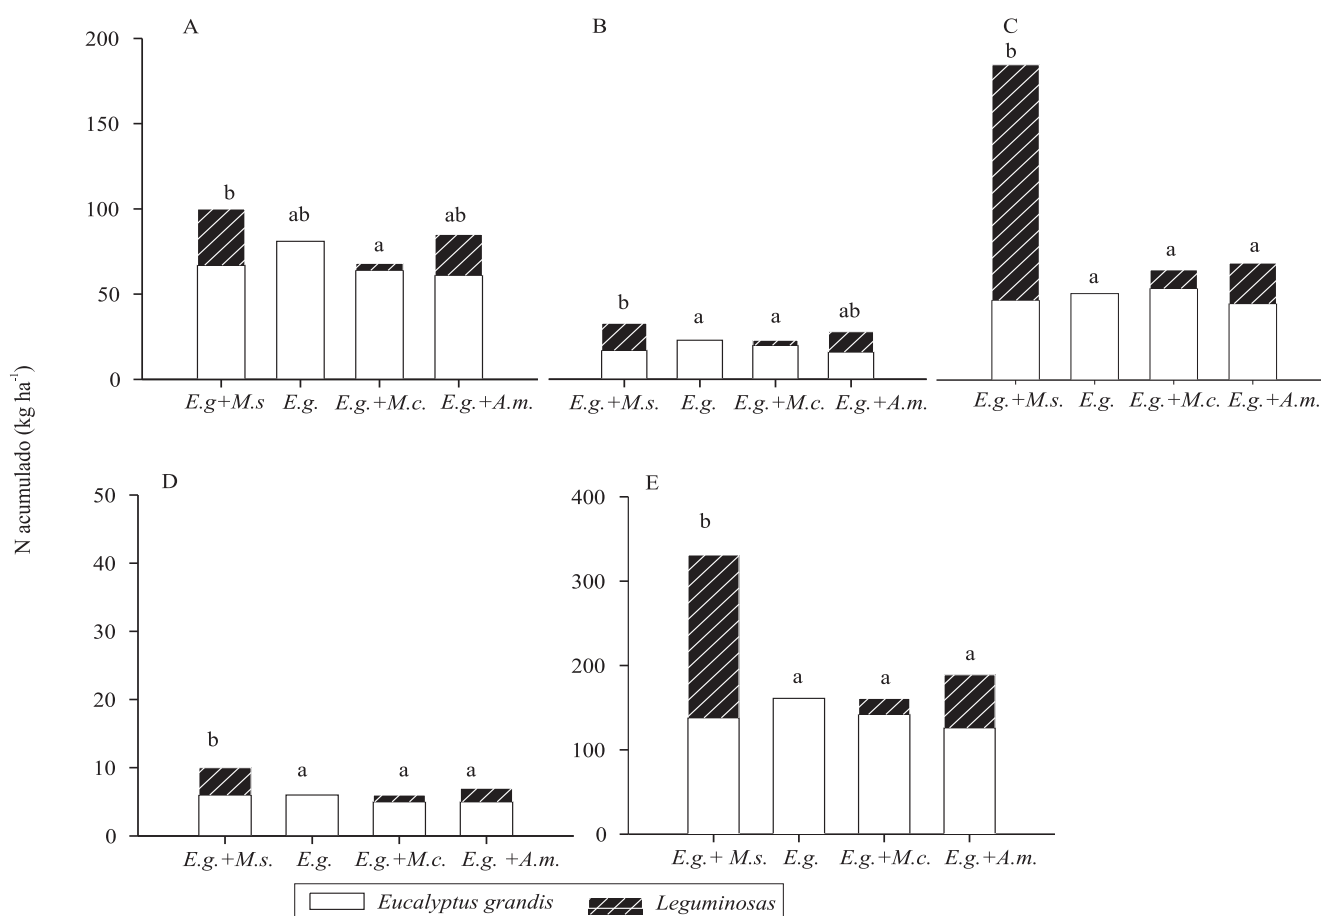 A
B
C
200
150
100
50
0
b
ab
a
ab
b
a
a
ab
b
a
a
a
E.g+M.s E.g. E.g.+M.c. E.g.+A.m.
E.g.+M.s. E.g. E.g.+M.c. E.g.+A.m.
E.g.+M.s. E.g. E.g.+M.c. E.g.+A.m.
N acumulado (kg ha⁻¹)
D
50
40
30
20
10
0
b
a
a
a
E.g.+M.s. E.g. E.g.+M.c. E.g. +A.m.
E
400
300
200
100
0
b
a
a
a
E.g.+ M.s. E.g. E.g.+M.c. E.g.+A.m.
Eucalyptus grandis Leguminosas